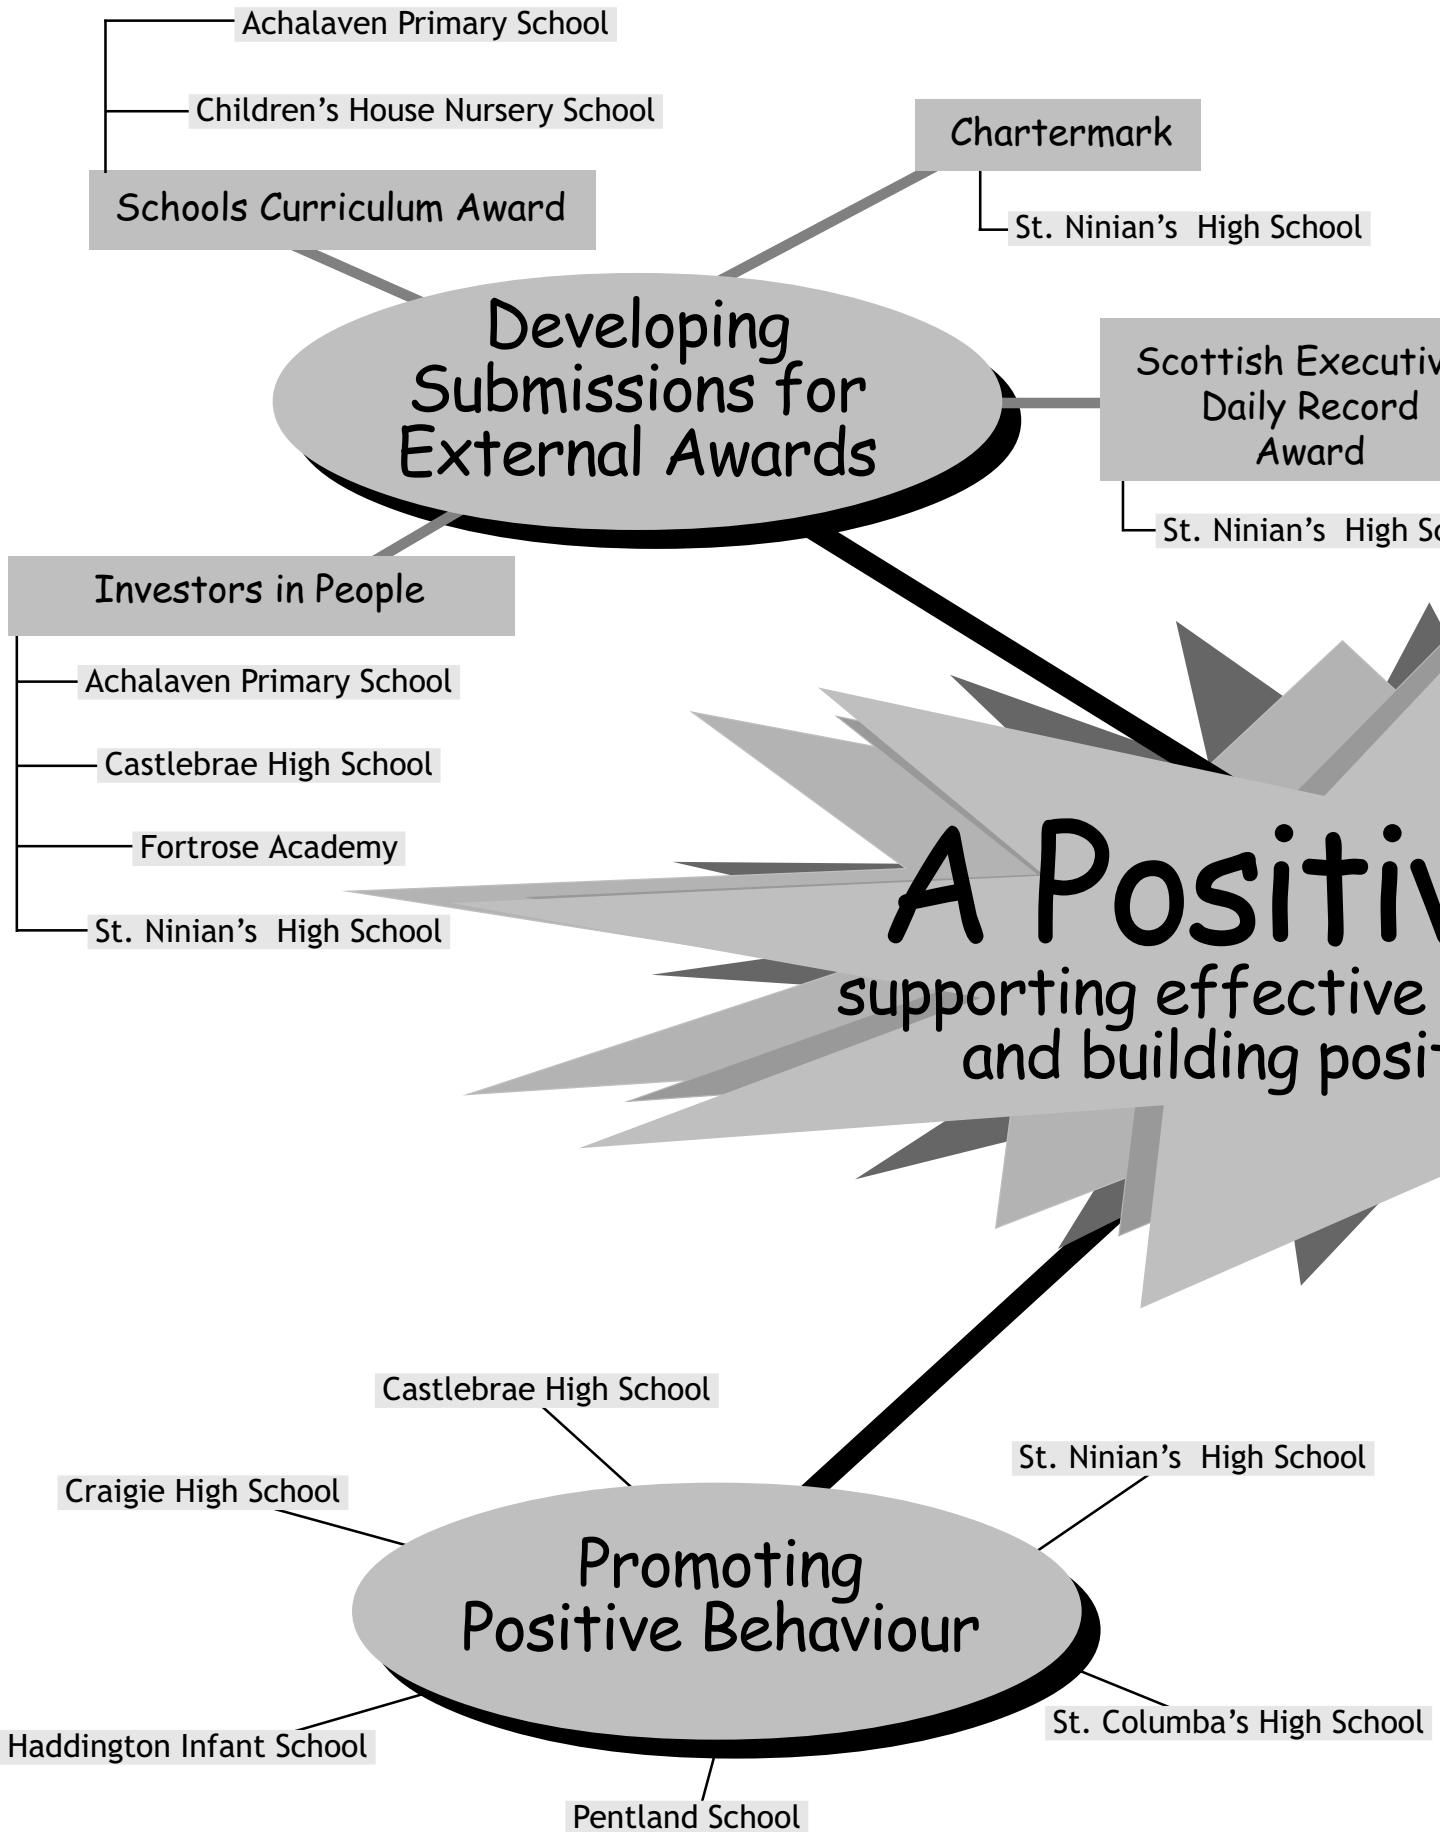 Achalaven Primary School
Children’s House Nursery School
Schools Curriculum Award
Chartermark
St. Ninian’s  High School
Developing
Submissions for
External Awards
Scottish Executiv
Daily Record
Award
St. Ninian’s  High Sc
Investors in People
Achalaven Primary School
Castlebrae High School
Fortrose Academy
St. Ninian’s  High School
A Positiv
supporting effective
and building posit
Castlebrae High School
St. Ninian’s  High School
Craigie High School
Promoting
Positive Behaviour
St. Columba’s High School
Haddington Infant School
Pentland School